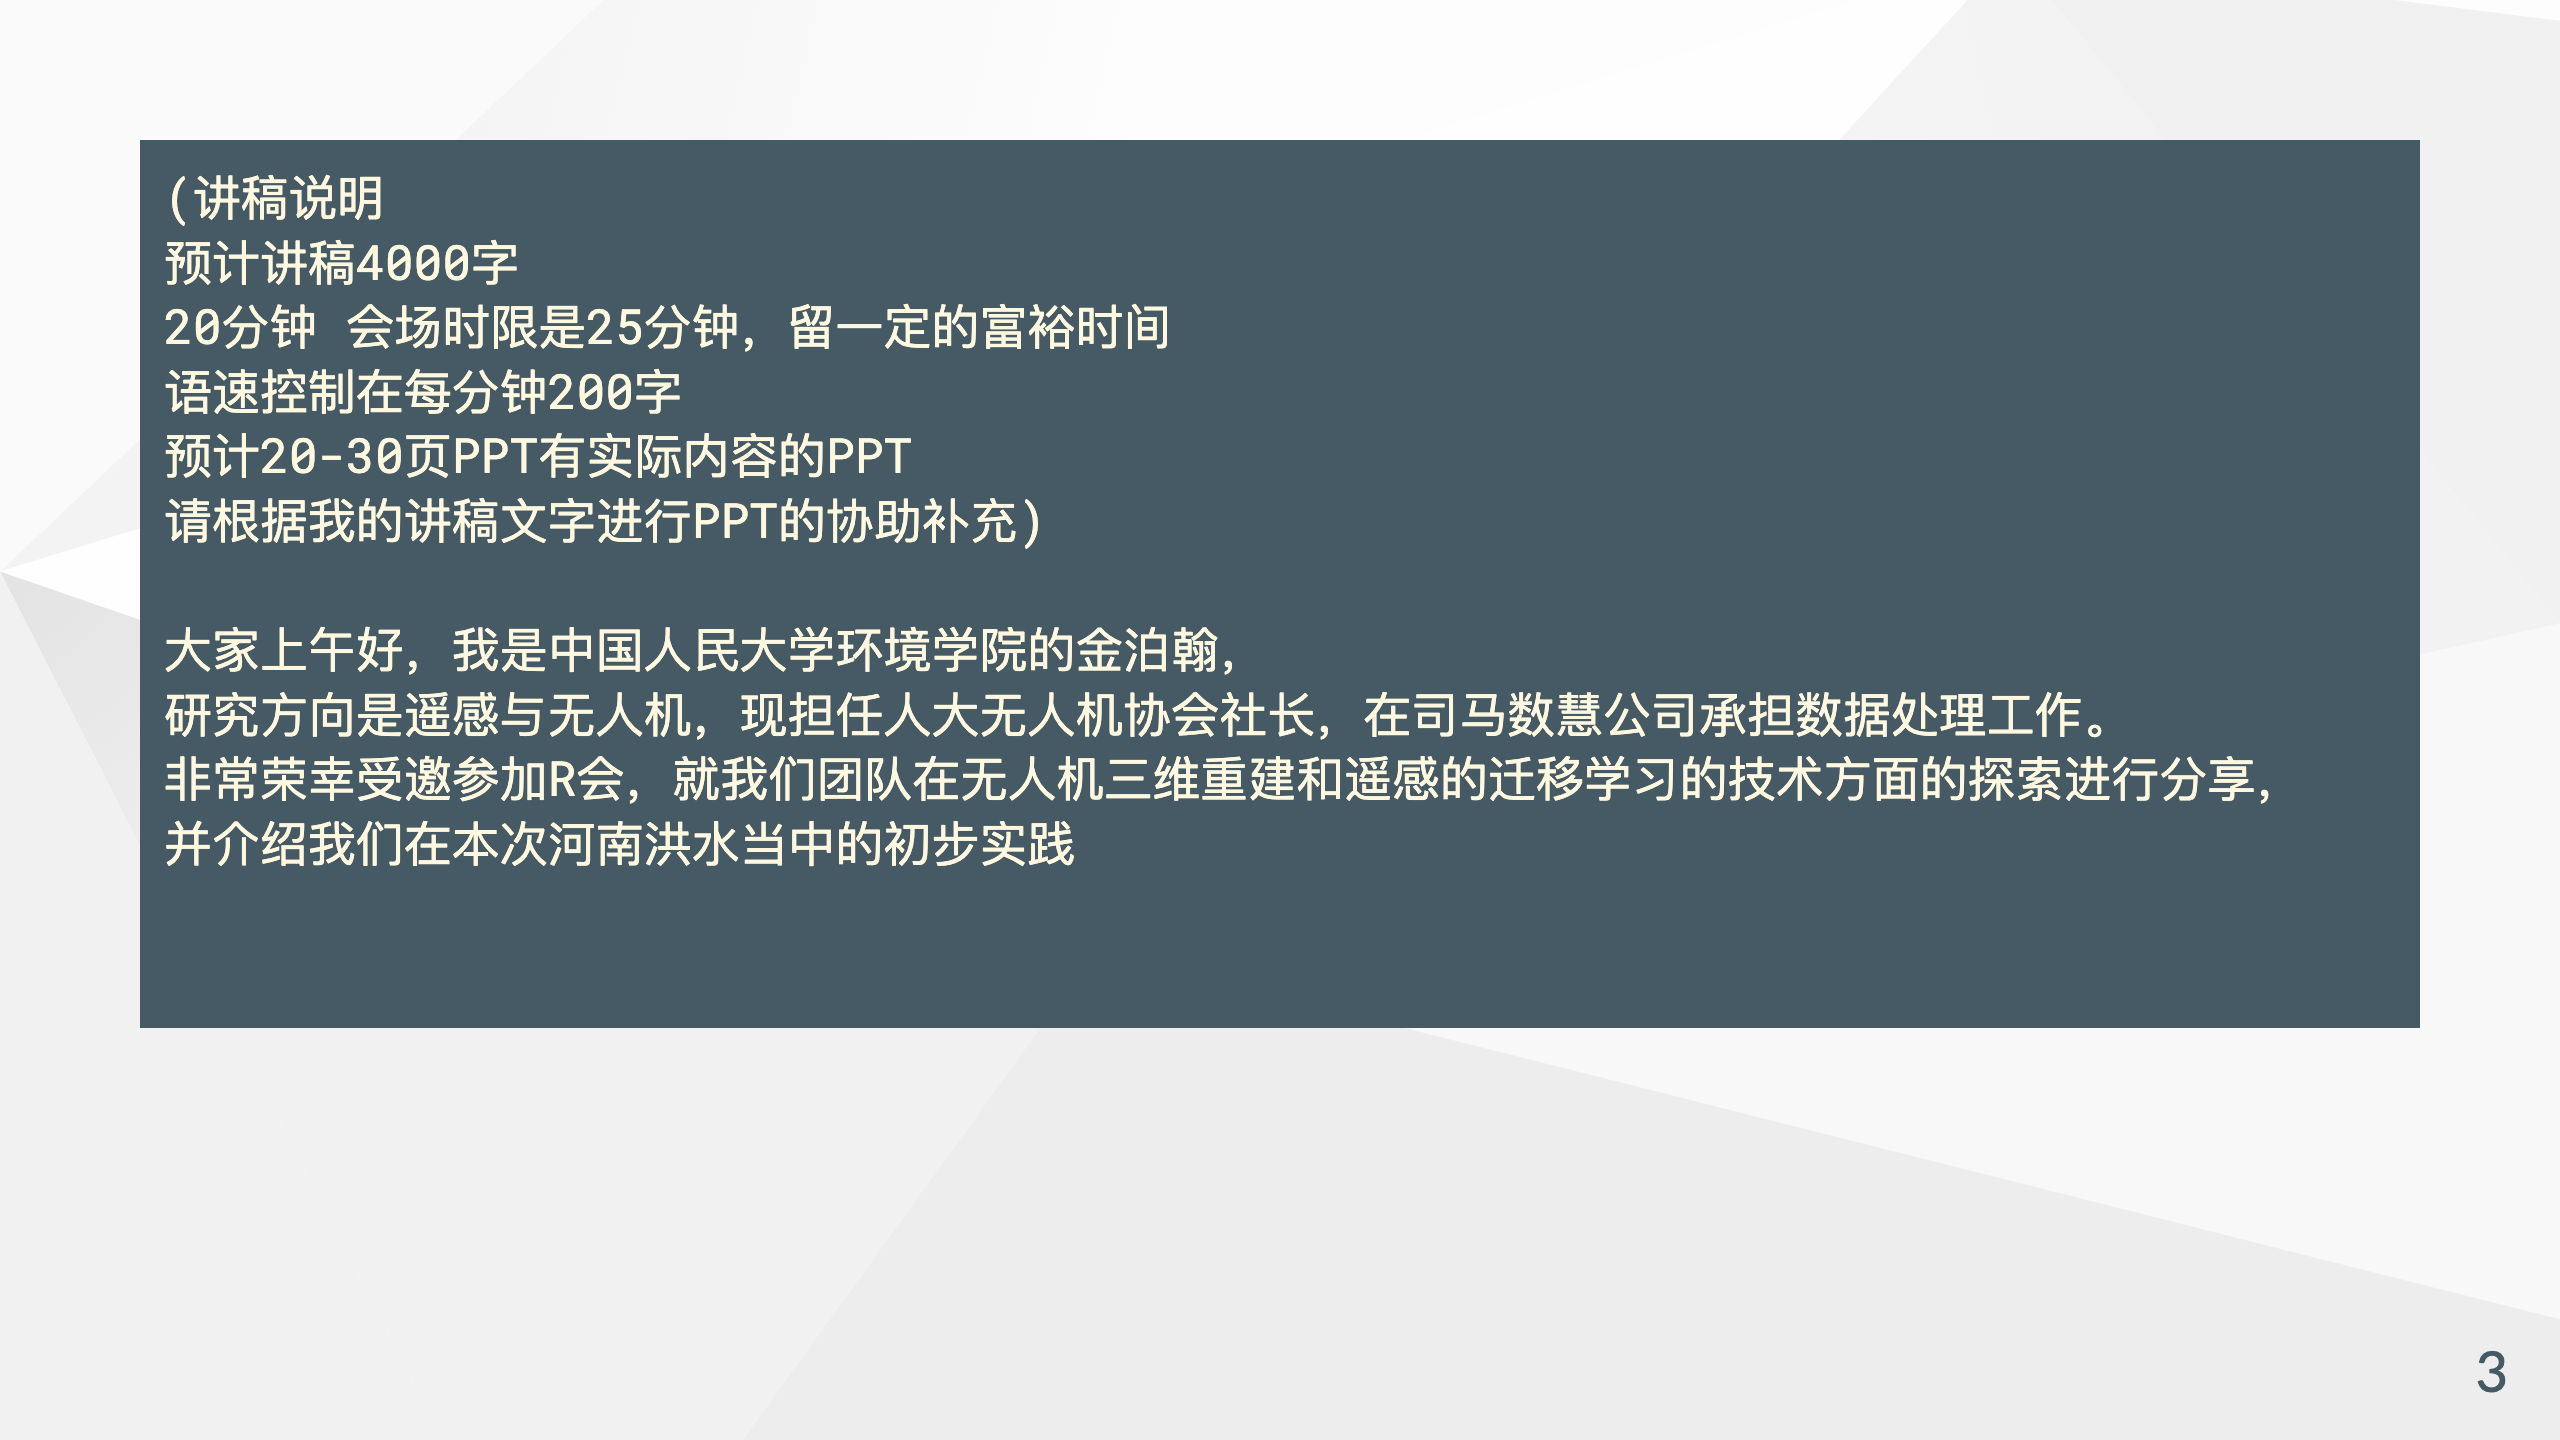 (讲稿说明
预计讲稿4000字
20分钟 会场时限是25分钟，留一定的富裕时间
语速控制在每分钟200字
预计20-30页PPT有实际内容的PPT
请根据我的讲稿文字进行PPT的协助补充)
大家上午好，我是中国人民大学环境学院的金泊翰，
研究方向是遥感与无人机，现担任人大无人机协会社长，在司马数慧公司承担数据处理工作。
非常荣幸受邀参加R会，就我们团队在无人机三维重建和遥感的迁移学习的技术方面的探索进行分享，
并介绍我们在本次河南洪水当中的初步实践
3